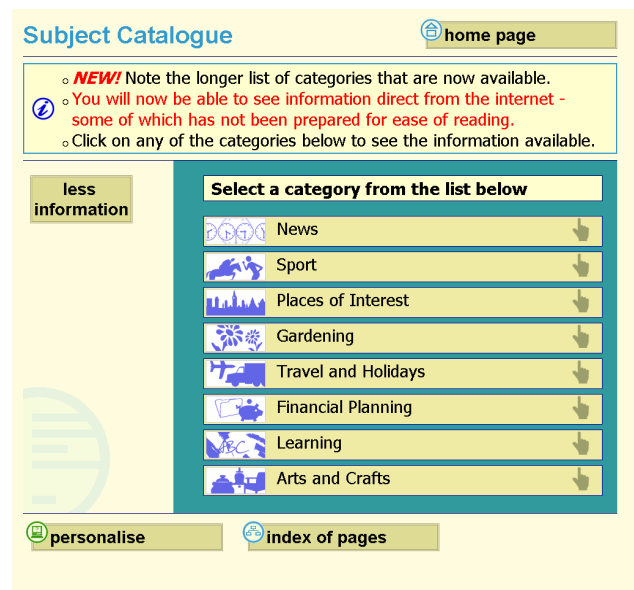 Subject Catalogue
home page
NEW! Note the longer list of categories that are now available.
You will now be able to see information direct from the internet -
some of which has not been prepared for ease of reading.
Click on any of the categories below to see the information available.
less
information
Select a category from the list below
News
Sport
Places of Interest
Gardening
Travel and Holidays
Financial Planning
ABC
Learning
Arts and Crafts
personalise
index of pages